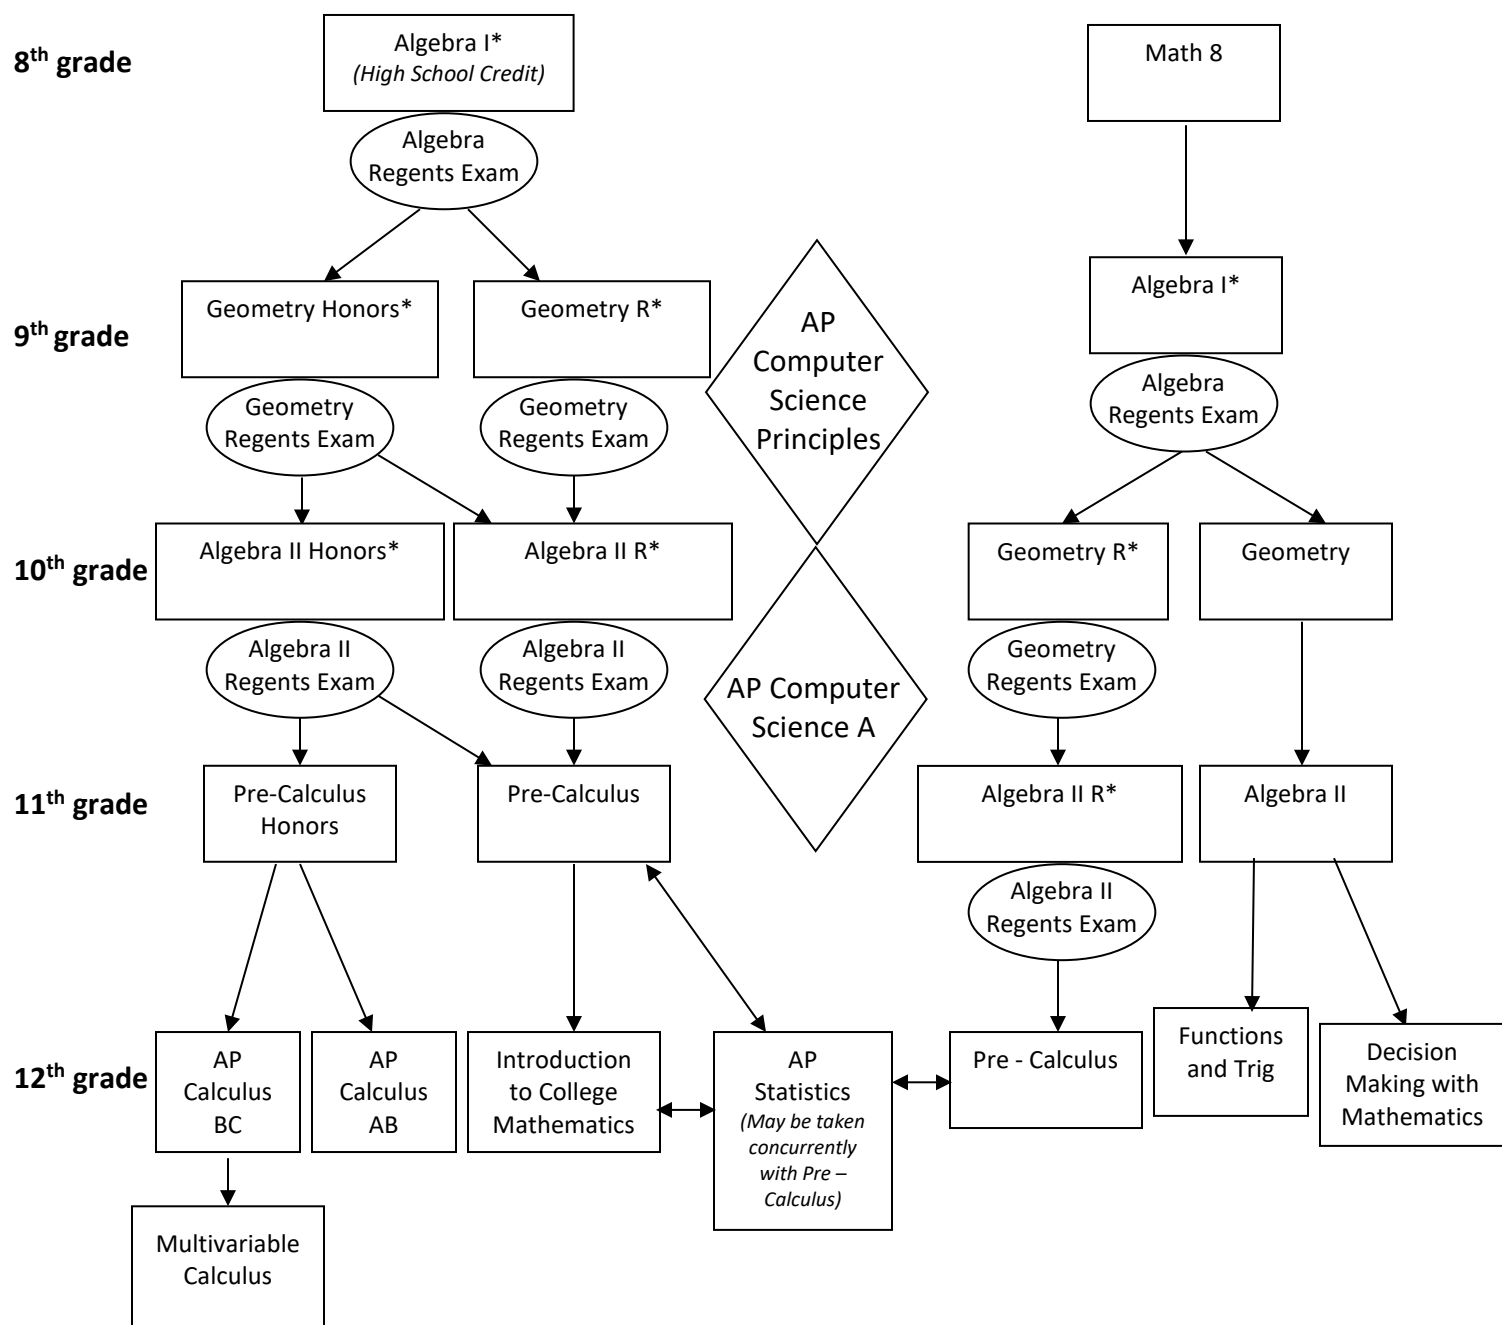 8th grade
Algebra I*
(High School Credit)
Math 8
Algebra
Regents Exam
9th grade
Geometry Honors*
Geometry R*
AP
Computer
Science
Principles
Algebra I*
Geometry
Regents Exam
Geometry
Regents Exam
Algebra
Regents Exam
10th grade
Algebra II Honors*
Algebra II R*
Geometry R*
Geometry
Algebra II
Regents Exam
Algebra II
Regents Exam
AP Computer
Science A
Geometry
Regents Exam
11th grade
Pre-Calculus
Honors
Pre-Calculus
Algebra II R*
Algebra II
Algebra II
Regents Exam
12th grade
AP
Calculus
BC
AP
Calculus
AB
Introduction
to College
Mathematics
AP
Statistics
(May be taken
concurrently
with Pre –
Calculus)
Pre - Calculus
Functions
and Trig
Decision
Making with
Mathematics
Multivariable
Calculus